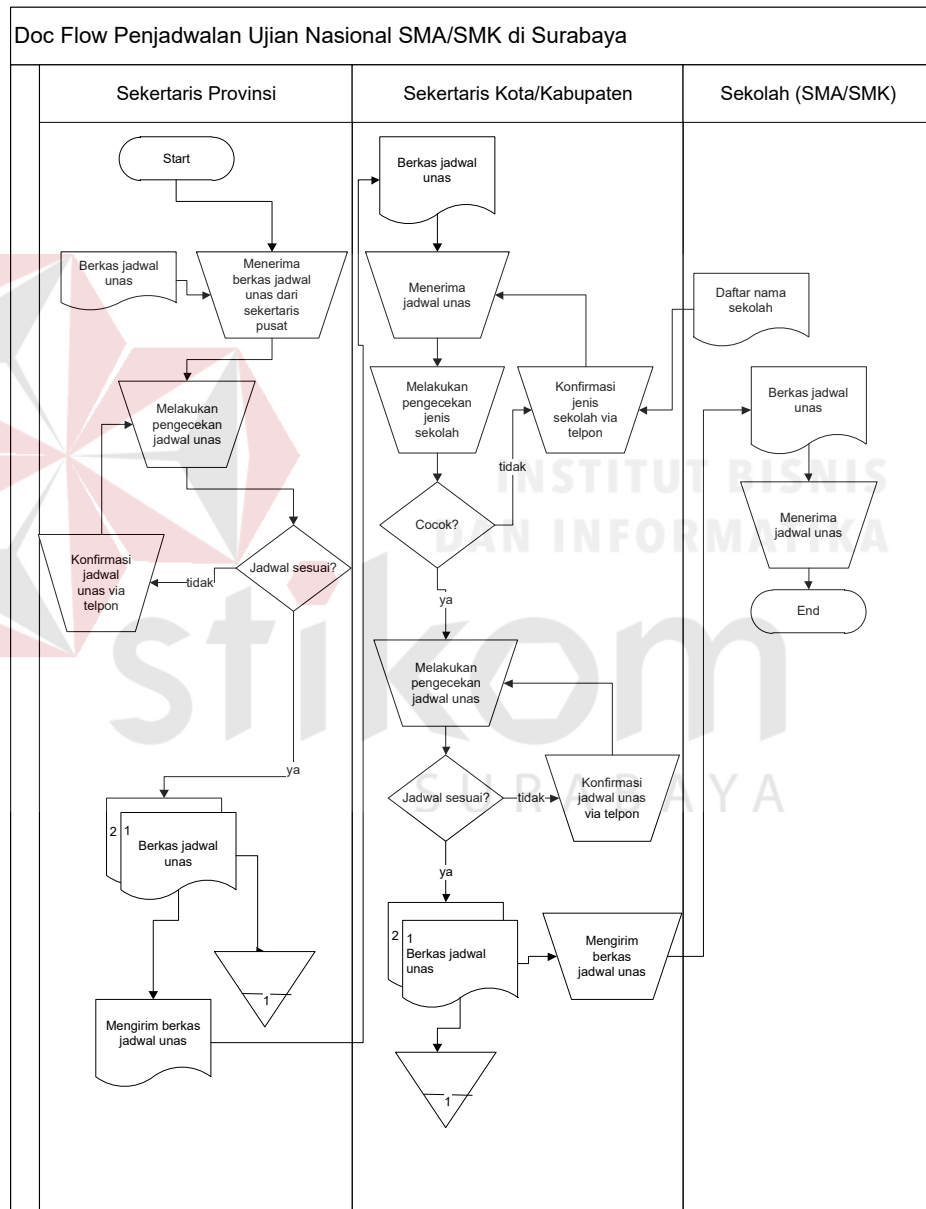 Doc Flow Penjadwalan Ujian Nasional SMA/SMK di Surabaya
Sekertaris Provinsi
Sekertaris Kota/Kabupaten
Sekolah (SMA/SMK)
Start
Berkas jadwal
unas
Menerima
berkas jadwal
unas dari
sekertaris
pusat
Melakukan
pengecekan
jadwal unas
Jadwal sesuai?
tidak
Konfirmasi
jadwal
unas via
telpon
ya
2
1
Berkas jadwal
unas
1
Mengirim berkas
jadwal unas
Berkas jadwal
unas
Menerima
jadwal unas
Melakukan
pengecekan
jenis
sekolah
Konfirmasi
jenis
sekolah via
telpon
tidak
Cocok?
ya
Melakukan
pengecekan
jadwal unas
Jadwal sesuai?
tidak
Konfirmasi
jadwal unas
via telpon
ya
2
1
Berkas jadwal
unas
Mengirim
berkas
jadwal unas
1
Daftar nama
sekolah
Berkas jadwal
unas
Menerima
jadwal unas
End
INSTITUT BISNIS
DAN INFORMATIKA
stikom
SURABAYA